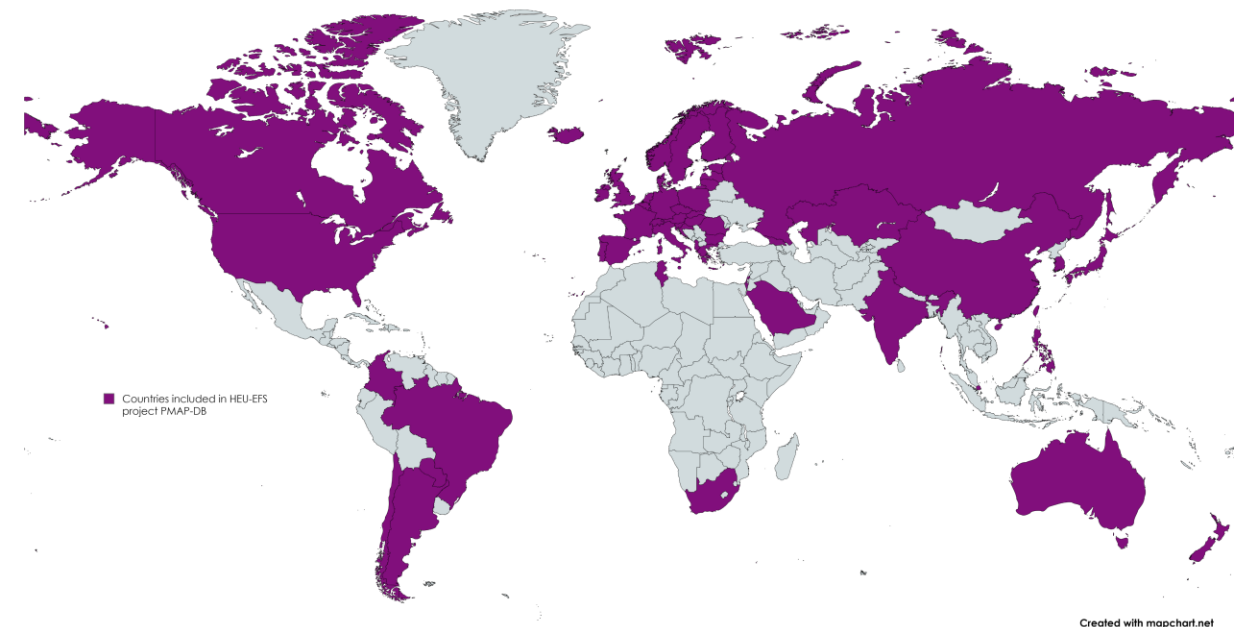 Countries included in HEU-EFS
project PMAP-DB
Created with mapchart.net